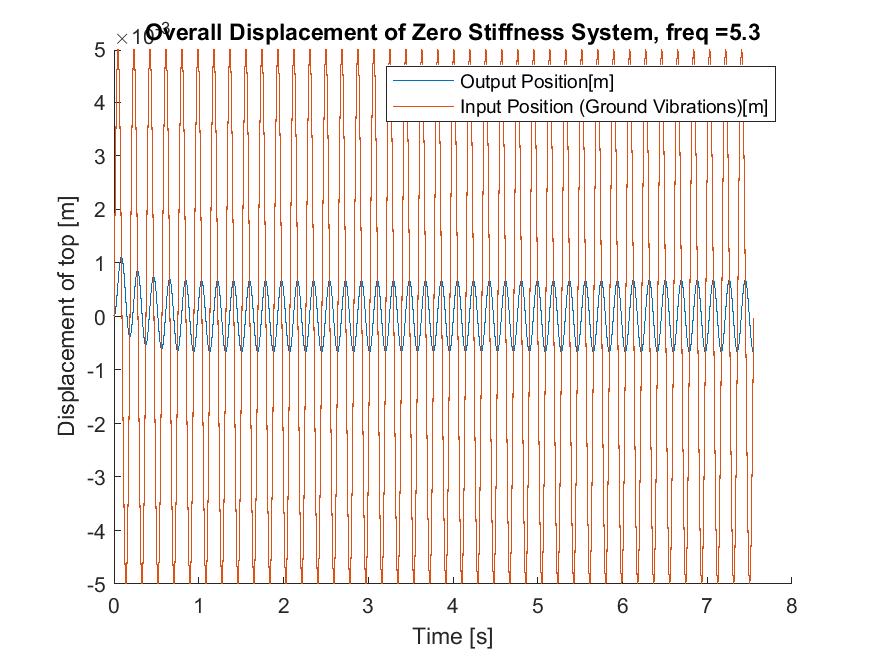 ×10-3
Overall Displacement of Zero Stiffness System, freq =5.3
Output Position[m]
Input Position (Ground Vibrations)[m]
Displacement of top [m]
5
4
3
2
1
0
-1
-2
-3
-4
-5
0 1 2 3 4 5 6 7 8
Time [s]